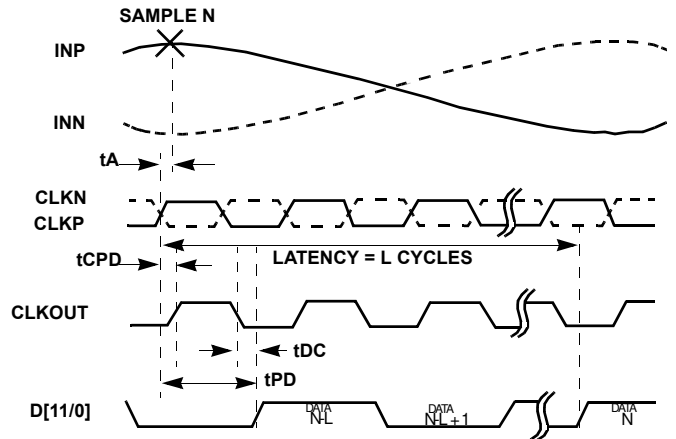 SAMPLE N
INP
INN
tA
CLKN
CLKP
LATENCY = L CYCLES
tCPD
CLKOUT
tDC
tPD
D[11/0]
DATA
N-L
DATA
N-L + 1
DATA
N